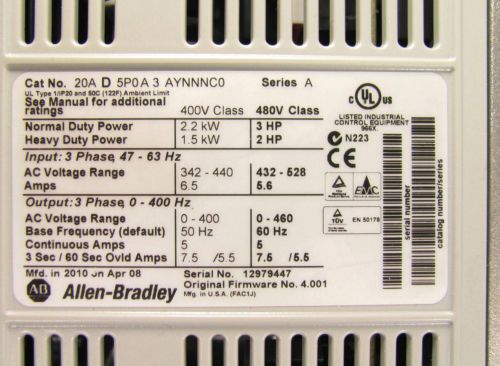 Cat No. 20A D 5P0 A 3 AYNNNC0 Series A
UL Type 1/IP20 and 50C (122F) Ambient Limit
See Manual for additional
ratings 400V Class 480V Class
Normal Duty Power 2.2 kW 3 HP
Heavy Duty Power 1.5 kW 2 HP
Input: 3 Phase, 47 - 63 Hz
AC Voltage Range 342 - 440 432 - 528
Amps 6.5 5.6
Output: 3 Phase, 0 - 400 Hz
AC Voltage Range 0 - 400 0 - 460
Base Frequency (default) 50 Hz 60 Hz
Continuous Amps 5 5
3 Sec / 60 Sec Ovld Amps 7.5 /5.5 7.5 /5.5
Mfd. in 2010 on Apr 08 Serial No. 12979447
Original Firmware No. 4.001
AB Allen-Bradley Mfg. in U.S.A. (FAC1J)
C UL US
LISTED INDUSTRIAL
CONTROL EQUIPMENT
966X
N223
CE
TÜV
EN 50178
serial number
catalog number/series